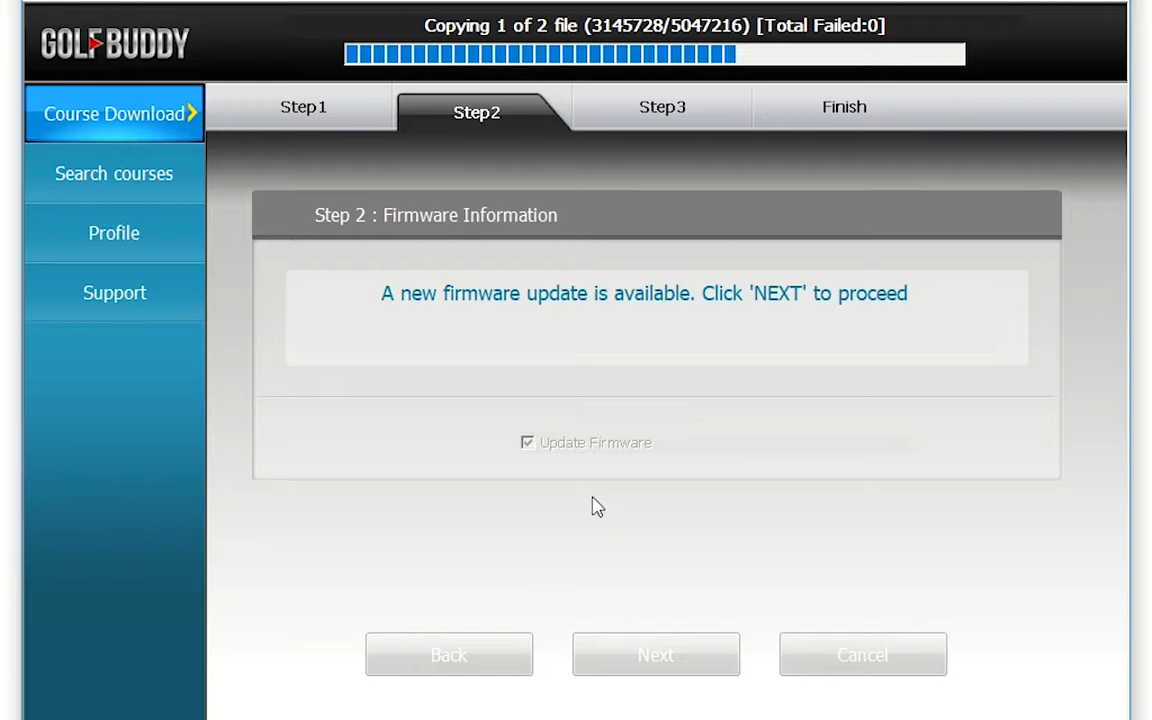 Copying 1 of 2 file (3145728/5047216) [Total Failed:0]
GOLFBUDDY
Course Download
Step1
Step2
Step3
Finish
Search courses
Profile
Support
Step 2 : Firmware Information
A new firmware update is available. Click 'NEXT' to proceed
Update Firmware
Back
Next
Cancel